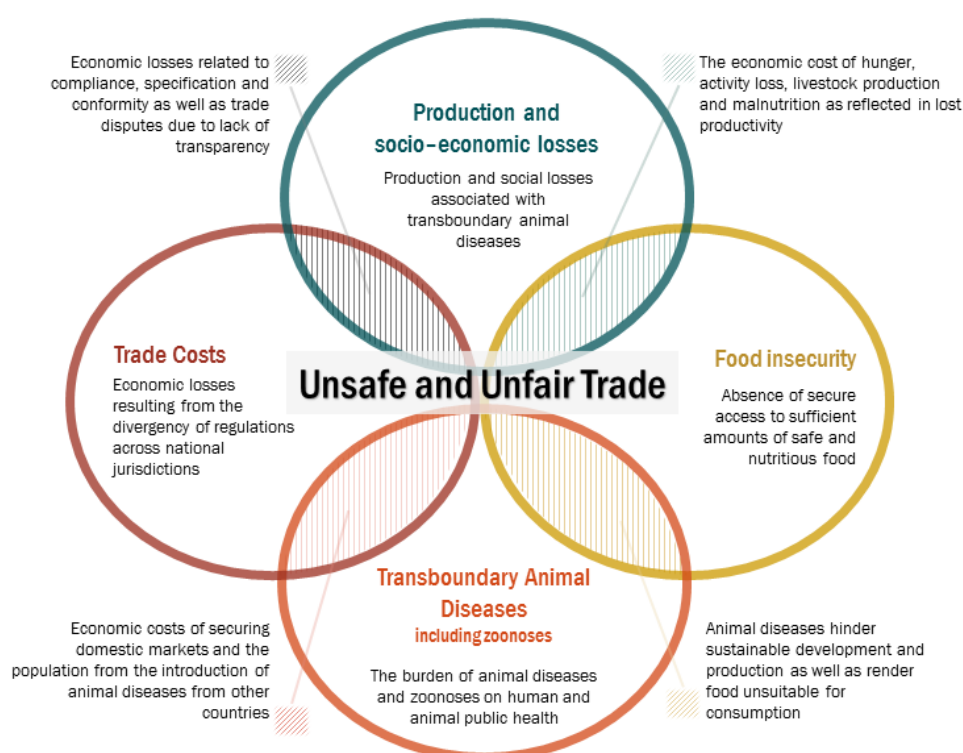 Economic losses related to
compliance, specification and
conformity as well as trade
disputes due to lack of
transparency
The economic cost of hunger,
activity loss, livestock production
and malnutrition as reflected in lost
productivity
Production and
socio-economic losses
Production and social losses
associated with
transboundary animal
diseases
Trade Costs
Economic losses
resulting from the
divergency of regulations
across national
jurisdictions
Unsafe and Unfair Trade
Food insecurity
Absence of secure
access to sufficient
amounts of safe and
nutritious food
Transboundary Animal
Diseases
including zoonoses
The burden of animal diseases
and zoonoses on human and
animal public health
Economic costs of securing
domestic markets and the
population from the introduction of
animal diseases from other
countries
Animal diseases hinder
sustainable development and
production as well as render
food unsuitable for
consumption